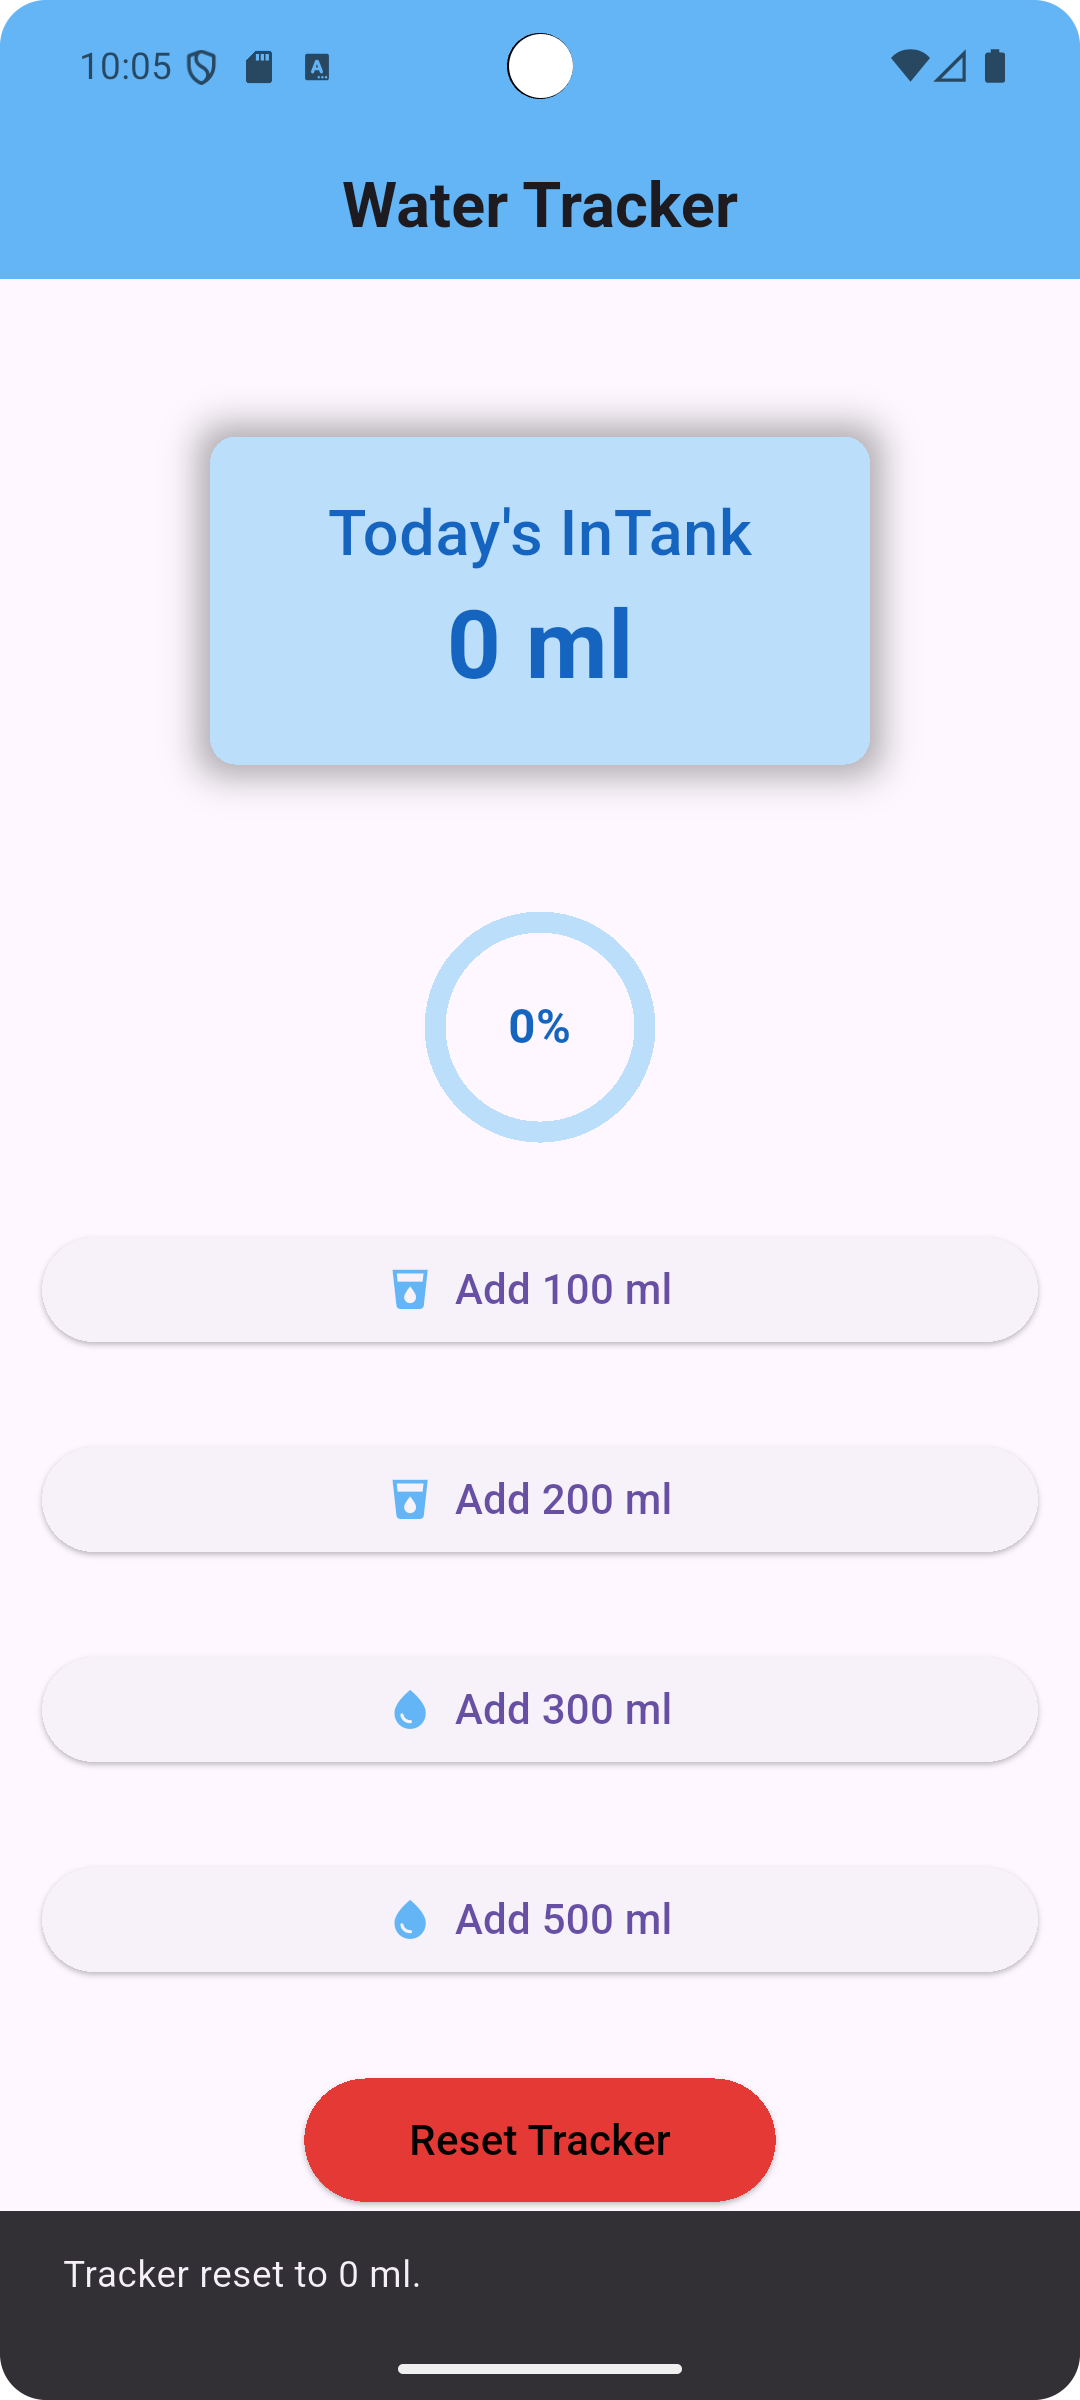 10:05
Water Tracker
Today's InTank
0 ml
0%
Add 100 ml
Add 200 ml
Add 300 ml
Add 500 ml
Reset Tracker
Tracker reset to 0 ml.